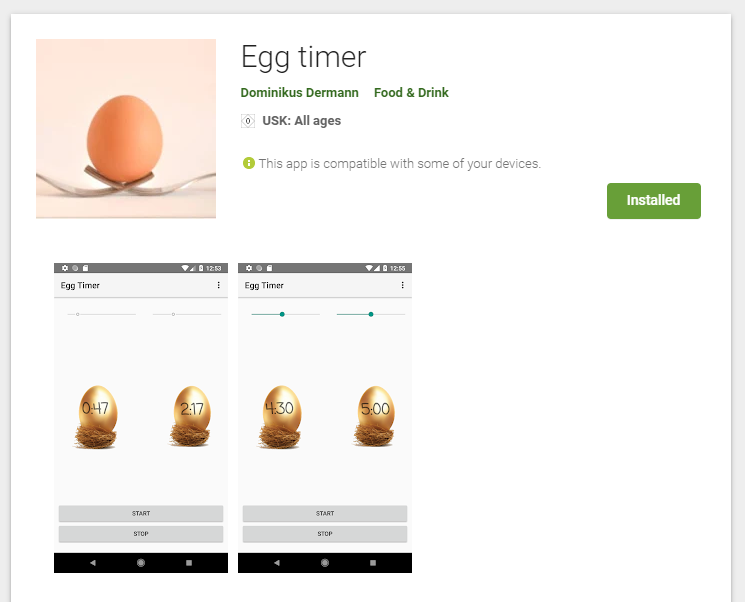 Egg timer
Dominikus Dermann Food & Drink
0 USK: All ages
This app is compatible with some of your devices.
Installed
12:53
Egg Timer
0:47 2:17
START
STOP
12:55
Egg Timer
4:30 5:00
START
STOP